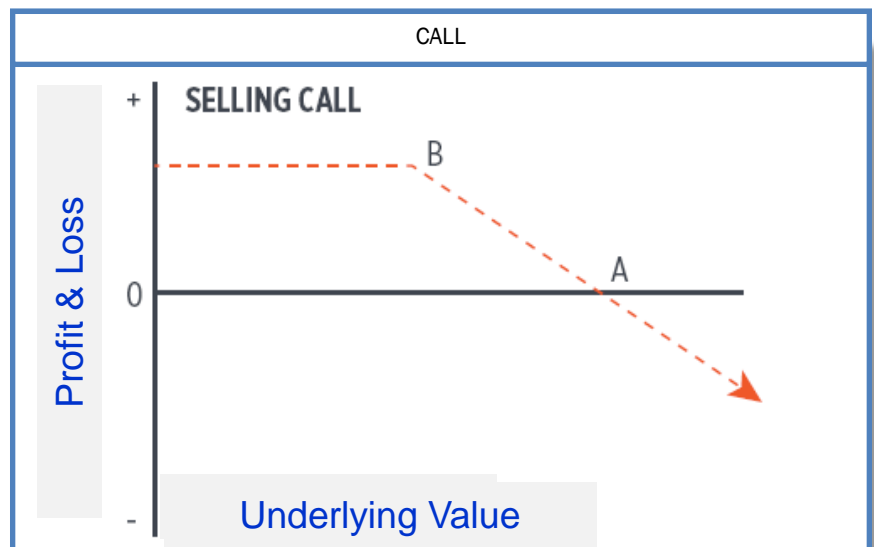 CALL
+
SELLING CALL
B
Profit & Loss
A
0
-
Underlying Value